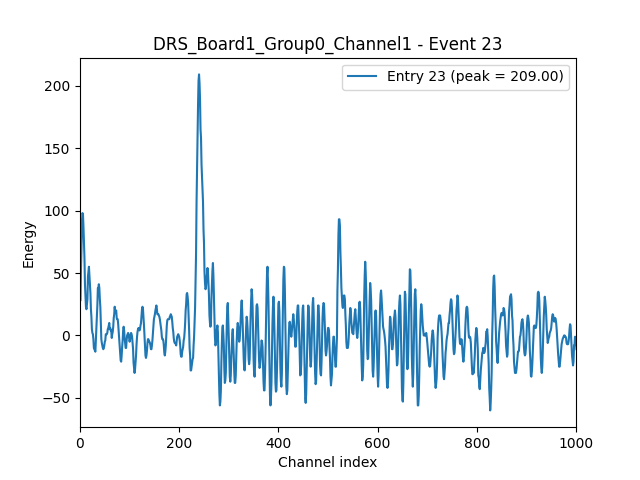 DRS_Board1_Group0_Channel1 - Event 23
Entry 23 (peak = 209.00)
200
150
100
50
0
−50
Energy
0 200 400 600 800 1000
Channel index